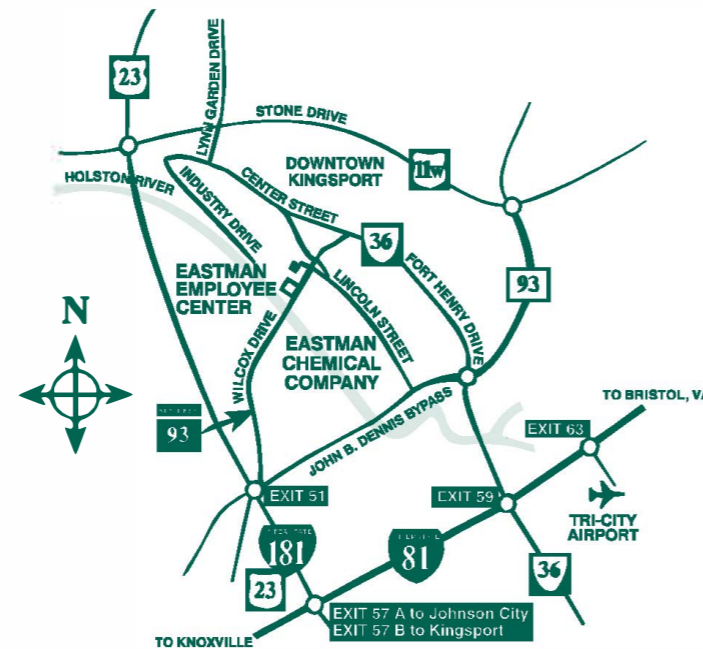 23
LYNN GARDEN DRIVE
STONE DRIVE
DOWNTOWN
KINGSPORT
11W
HOLSTON RIVER
INDUSTRY DRIVE
CENTER STREET
36
FORT HENRY DRIVE
EASTMAN
EMPLOYEE
CENTER
93
LINCOLN STREET
N
WILCOX DRIVE
EASTMAN
CHEMICAL
COMPANY
TO BRISTOL, VA
93
JOHN B. DENNIS BYPASS
EXIT 63
EXIT 51
EXIT 59
TRI-CITY
AIRPORT
INTERSTATE
181
INTERSTATE
81
23
36
EXIT 57 A to Johnson City
EXIT 57 B to Kingsport
TO KNOXVILLE